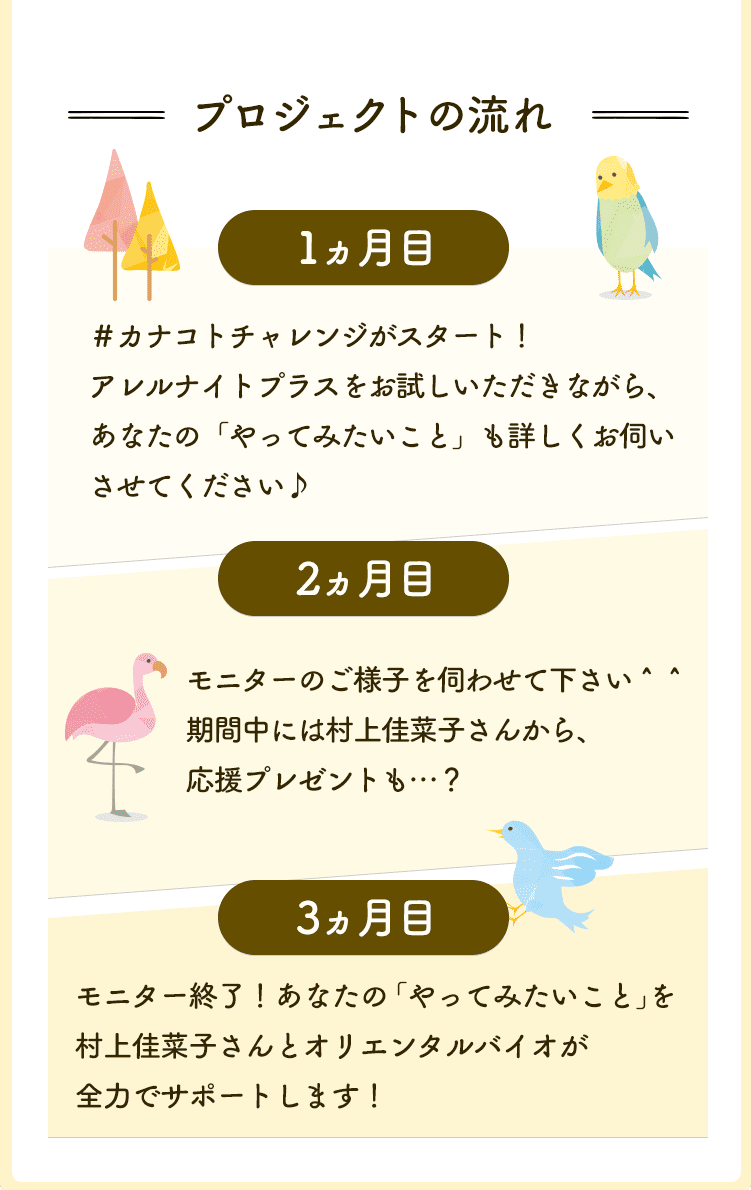 プロジェクトの流れ
1ヵ月目
#カナコトチャレンジがスタート！
アレルナイトプラスをお試しいただきながら、
あなたの「やってみたいこと」も詳しくお伺い
させてください♪
2ヵ月目
モニターのご様子を伺わせて下さい＾＾
期間中には村上佳菜子さんから、
応援プレゼントも…？
3ヵ月目
モニター終了！あなたの「やってみたいこと」を
村上佳菜子さんとオリエンタルバイオが
全力でサポートします！